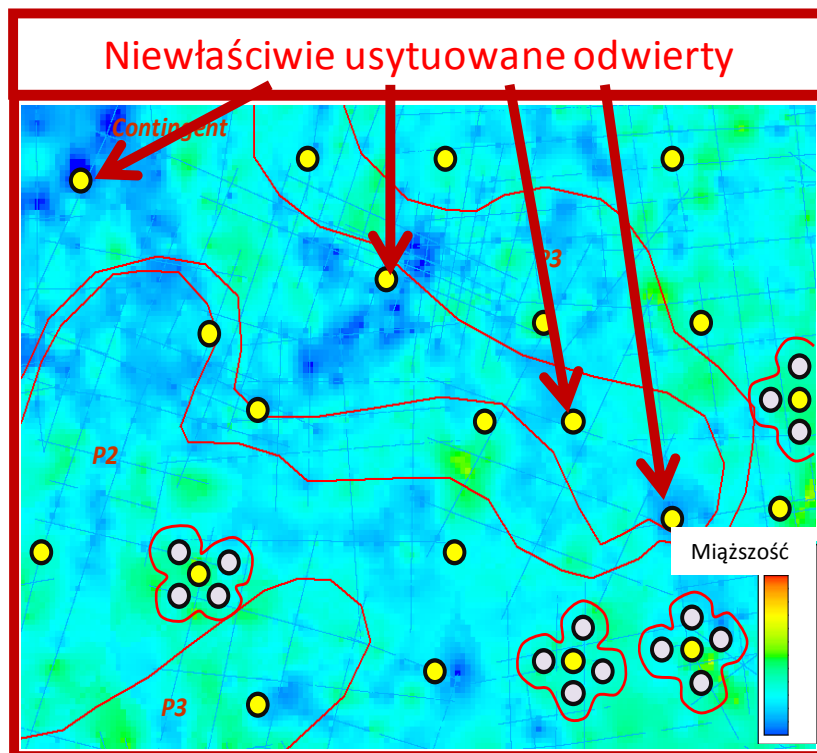 Niewłaściwie usytuowane odwierty
Contingent
P3
P2
Miąższość
P3